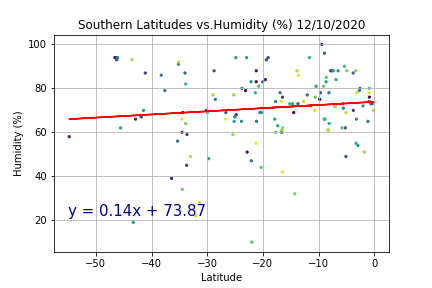 Southern Latitudes vs.Humidity (%) 12/10/2020
100
80
60
40
20
Humidity (%)
y = 0.14x + 73.87
−50
−40
−30
−20
−10
0
Latitude